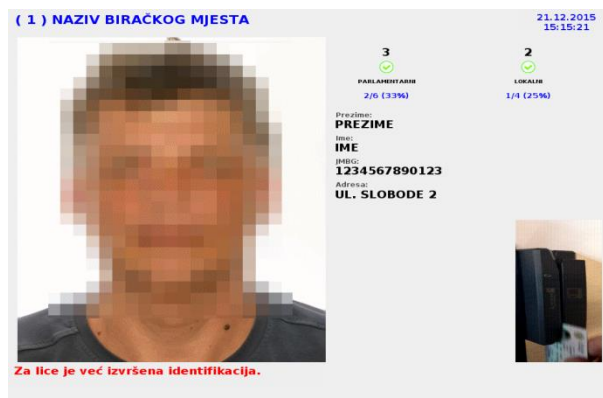 ( 1 ) NAZIV BIRAČKOG MJESTA
21.12.2015
15:15:21
3
2
PARLAMENTARNI
LOKALNI
2/6 (33%)
1/4 (25%)
Prezime:
PREZIME
Ime:
IME
JMBG:
1234567890123
Adresa:
UL. SLOBODE 2
Za lice je već izvršena identifikacija.